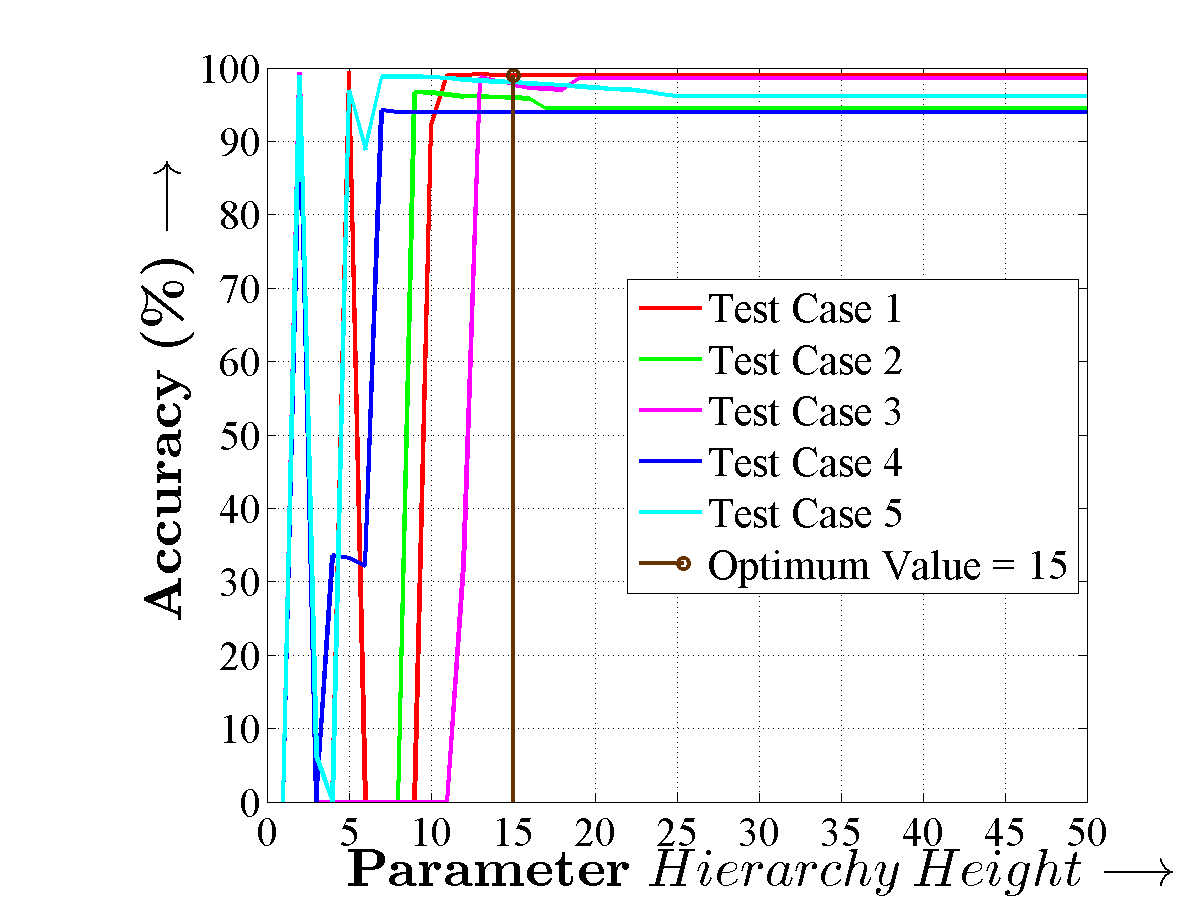 Accuracy (%) ⟶
100
90
80
70
60
50
40
30
20
10
0
Test Case 1
Test Case 2
Test Case 3
Test Case 4
Test Case 5
Optimum Value = 15
0 5 10 15 20 25 30 35 40 45 50
Parameter Hierarchy Height ⟶